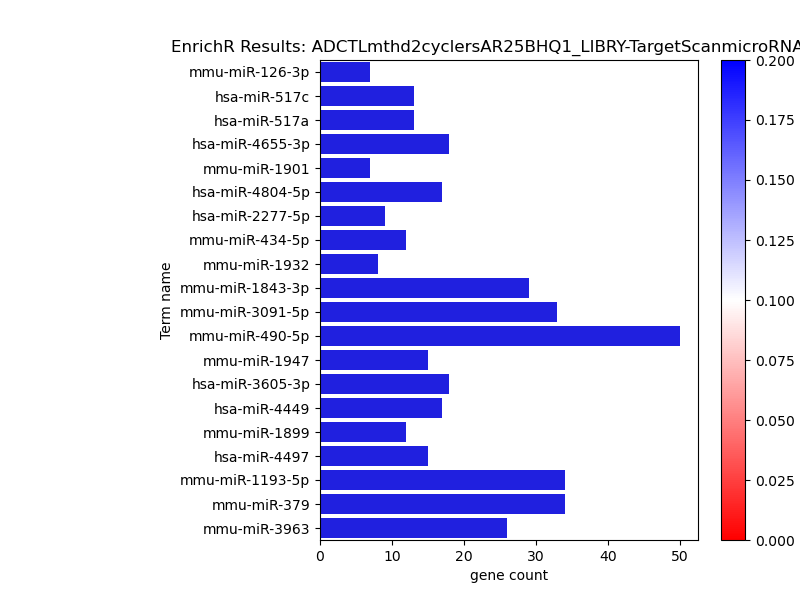 EnrichR Results: ADCTLmthd2cyclersAR25BHQ1_LIBRY-TargetScanmicroRNA
mmu-miR-126-3p
hsa-miR-517c
hsa-miR-517a
hsa-miR-4655-3p
mmu-miR-1901
hsa-miR-4804-5p
hsa-miR-2277-5p
mmu-miR-434-5p
mmu-miR-1932
mmu-miR-1843-3p
mmu-miR-3091-5p
mmu-miR-490-5p
mmu-miR-1947
hsa-miR-3605-3p
hsa-miR-4449
mmu-miR-1899
hsa-miR-4497
mmu-miR-1193-5p
mmu-miR-379
mmu-miR-3963
Term name
0 10 20 30 40 50
gene count
0.200
0.175
0.150
0.125
0.100
0.075
0.050
0.025
0.000